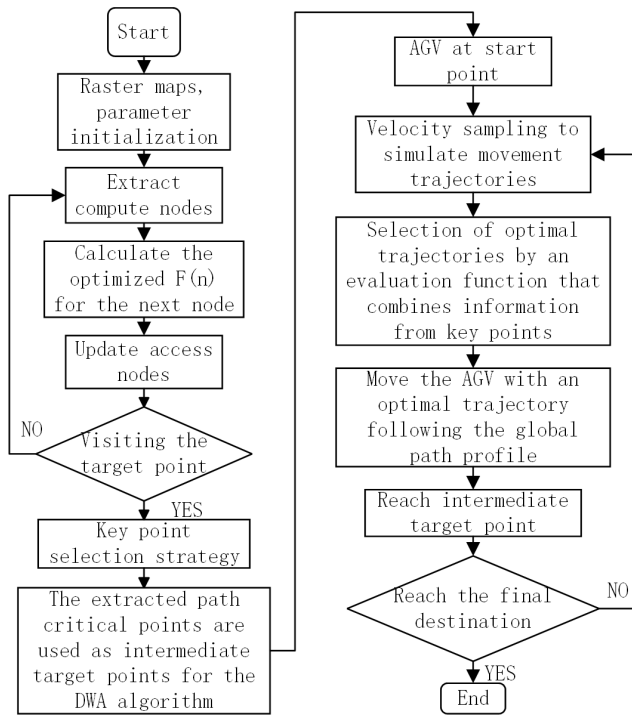 Start
Raster maps,
parameter
initialization
Extract
compute nodes
Calculate the
optimized F(n)
for the next node
Update access
nodes
NO
Visiting the
target point
YES
Key point
selection strategy
The extracted path
critical points are
used as intermediate
target points for the
DWA algorithm
AGV at start
point
Velocity sampling to
simulate movement
trajectories
Selection of optimal
trajectories by an
evaluation function that
combines information
from key points
Move the AGV with an
optimal trajectory
following the global
path profile
Reach intermediate
target point
Reach the final
destination
NO
YES
End